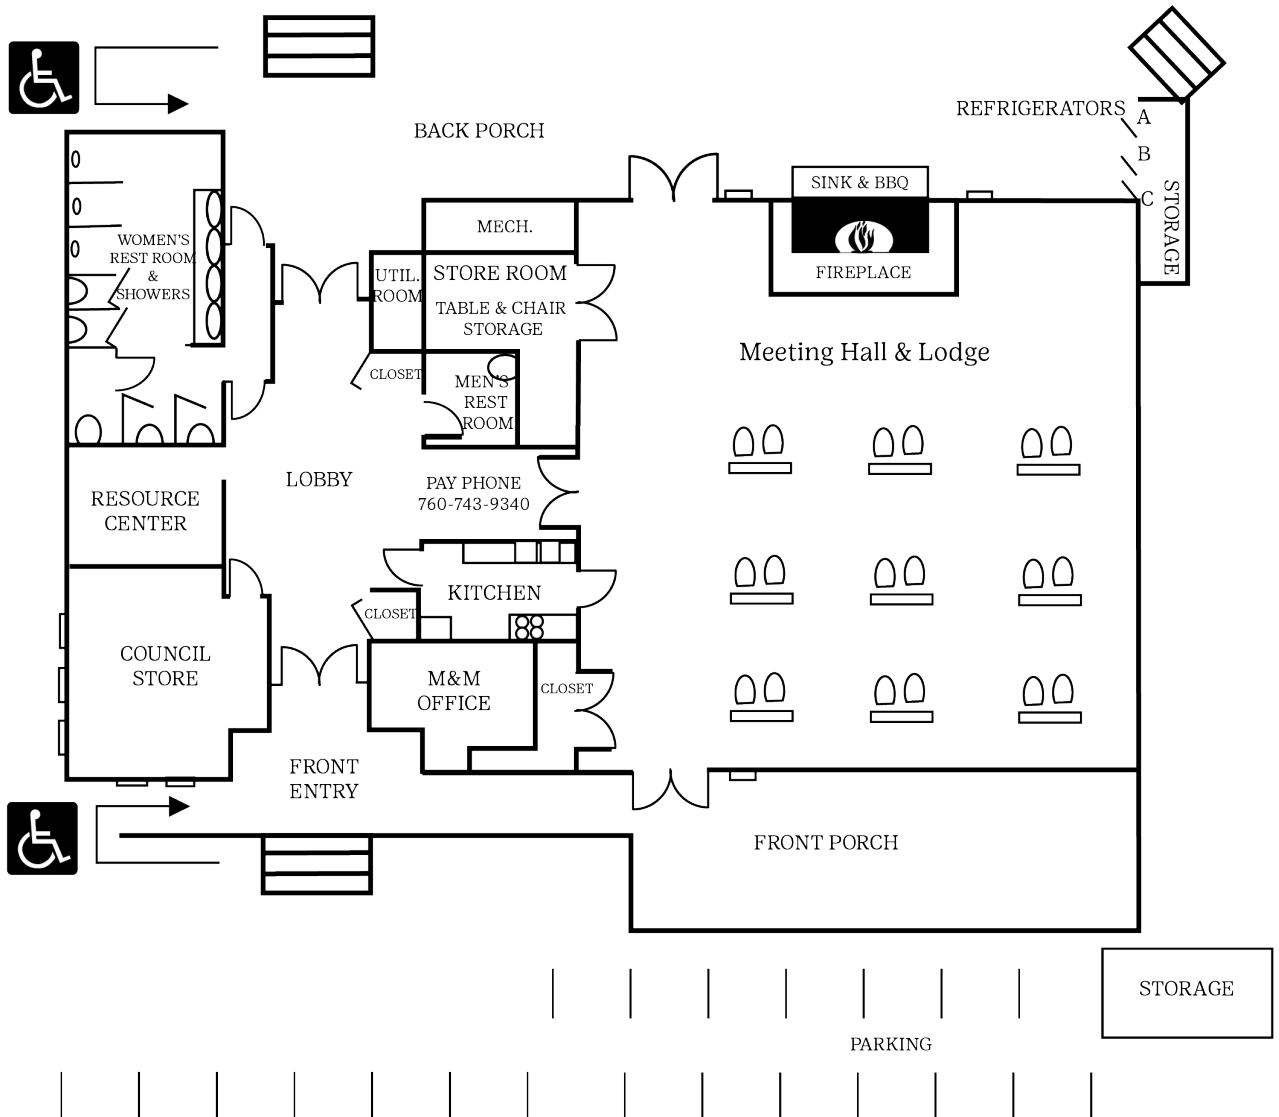 REFRIGERATORS
A
B
C
STORAGE
BACK PORCH
SINK & BBQ
FIREPLACE
MECH.
WOMEN'S
REST ROOM
&
SHOWERS
UTIL.
ROOM
STORE ROOM
TABLE & CHAIR
STORAGE
Meeting Hall & Lodge
CLOSET
MEN'S
REST
ROOM
LOBBY
PAY PHONE
760-743-9340
RESOURCE
CENTER
KITCHEN
CLOSET
COUNCIL
STORE
M&M
OFFICE
CLOSET
FRONT
ENTRY
FRONT PORCH
STORAGE
PARKING